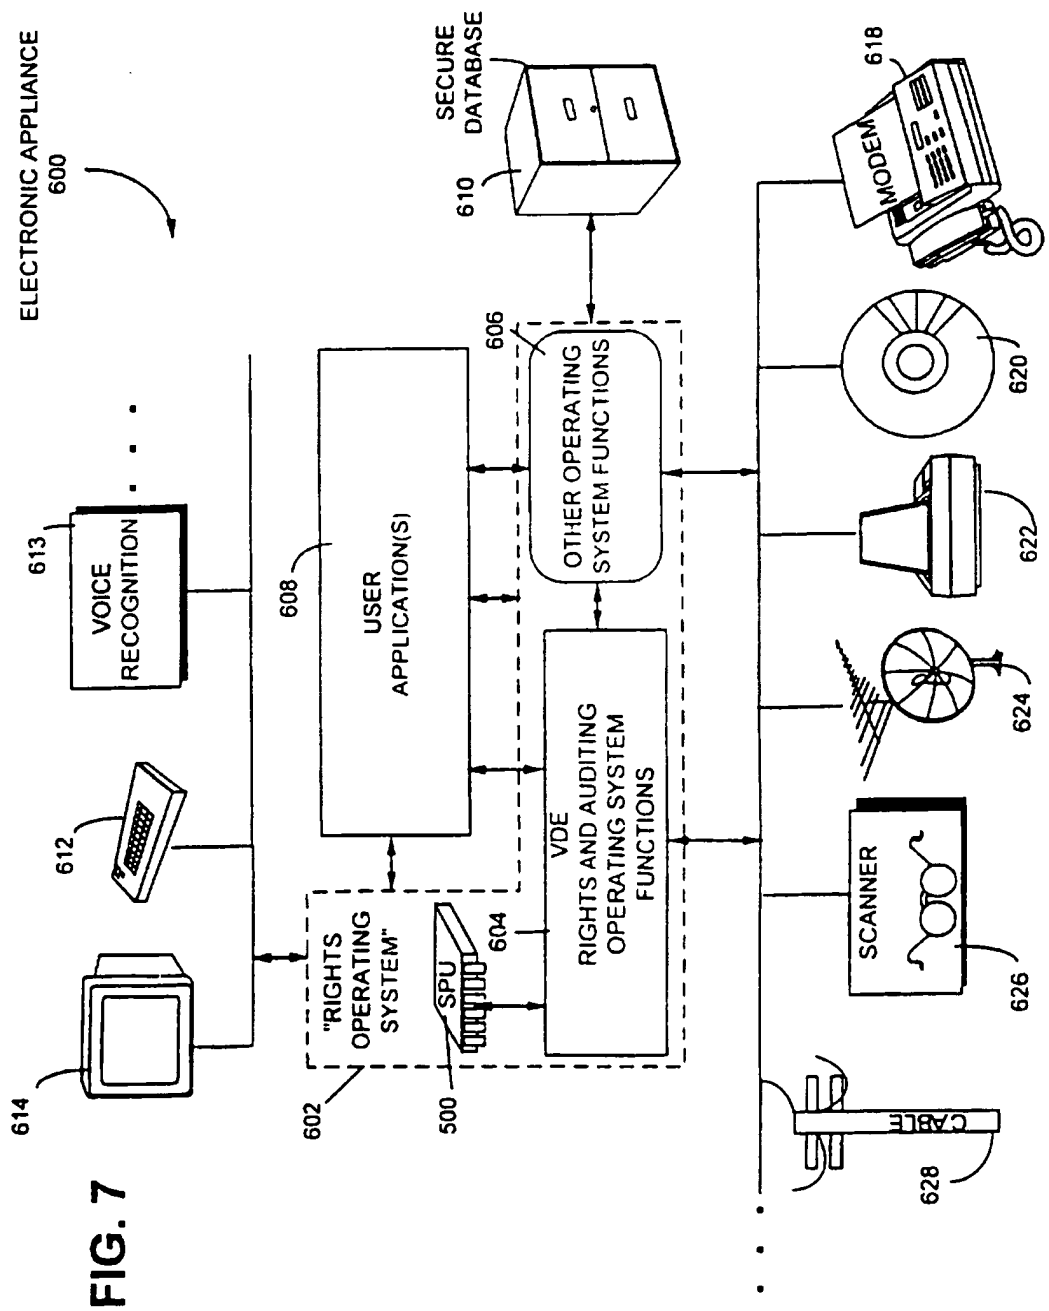 FIG. 7
ELECTRONIC APPLIANCE
600
614
612
613
VOICE
RECOGNITION
602
"RIGHTS
OPERATING
SYSTEM"
608
USER
APPLICATION(S)
SPU
500
604
VDE
RIGHTS AND AUDITING
OPERATING SYSTEM
FUNCTIONS
606
OTHER OPERATING
SYSTEM FUNCTIONS
610
SECURE
DATABASE
CABLE
628
SCANNER
626
624
622
620
MODEM
618